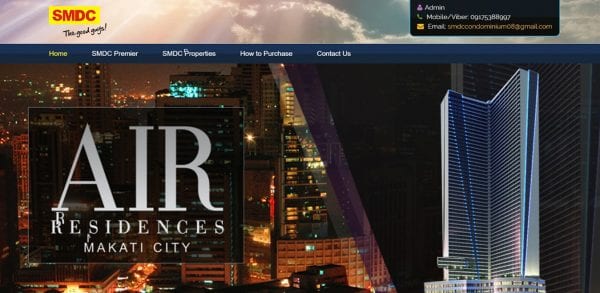 SMDC
The good guys!
Admin
Mobile/Viber: 09175388997
Email: smdccondominium08@gmail.com
Home SMDC Premier SMDC Properties How to Purchase Contact Us
AIR
RESIDENCES
MAKATI CITY